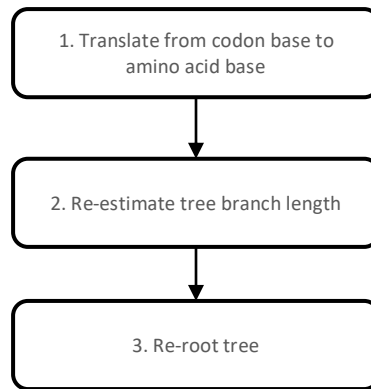 1. Translate from codon base to
amino acid base
2. Re-estimate tree branch length
3. Re-root tree